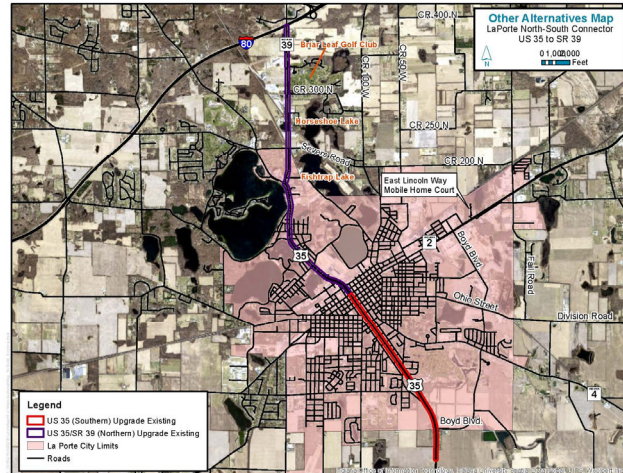 CR 400 N
Other Alternatives Map
LaPorte North-South Connector
US 35 to SR 39
N
0 1,000 2,000
Feet
80
39
Briar Leaf Golf Club
CR 300 N
CR 100 W
CR 50 W
Horseshoe Lake
CR 250 N
Severs Road
CR 200 N
Fishtrap Lake
East Lincoln Way
Mobile Home Court
2
Boyd Blvd
35
Ohio Street
Fail Road
Division Road
35
4
Boyd Blvd.
Legend
US 35 (Southern) Upgrade Existing
US 35/SR 39 (Northern) Upgrade Existing
La Porte City Limits
Roads